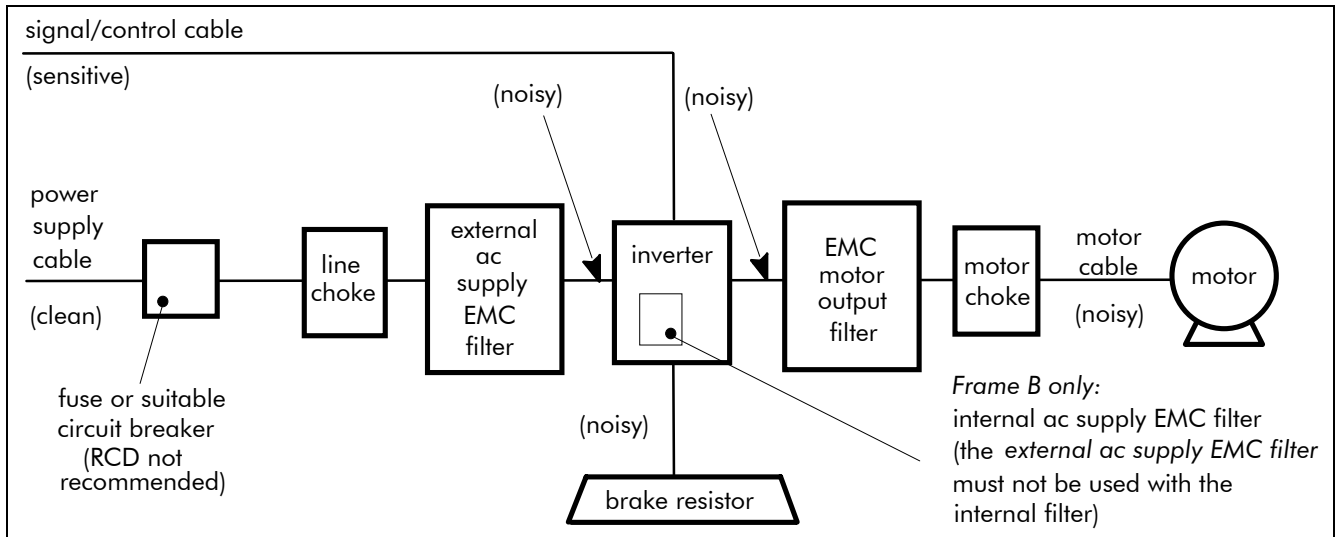 signal/control cable
(sensitive)
(noisy)
(noisy)
power
supply
cable
(clean)
fuse or suitable
circuit breaker
(RCD not
recommended)
line
choke
external
ac
supply
EMC
filter
inverter
EMC
motor
output
filter
motor
choke
motor
cable
(noisy)
motor
(noisy)
brake resistor
Frame B only:
internal ac supply EMC filter
(the external ac supply EMC filter
must not be used with the
internal filter)